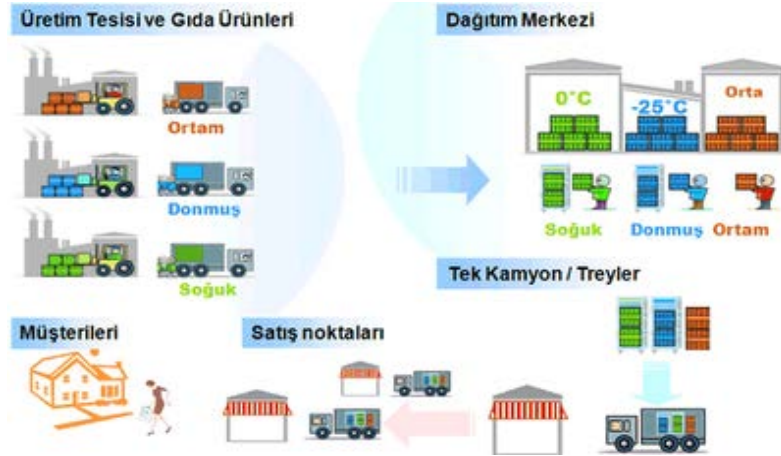 Üretim Tesisi ve Gıda Ürünleri
Ortam
Donmuş
Soğuk
Dağıtım Merkezi
0°C
-25°C
Orta
Soğuk Donmuş Ortam
Tek Kamyon / Treyler
Müşterileri
Satış noktaları